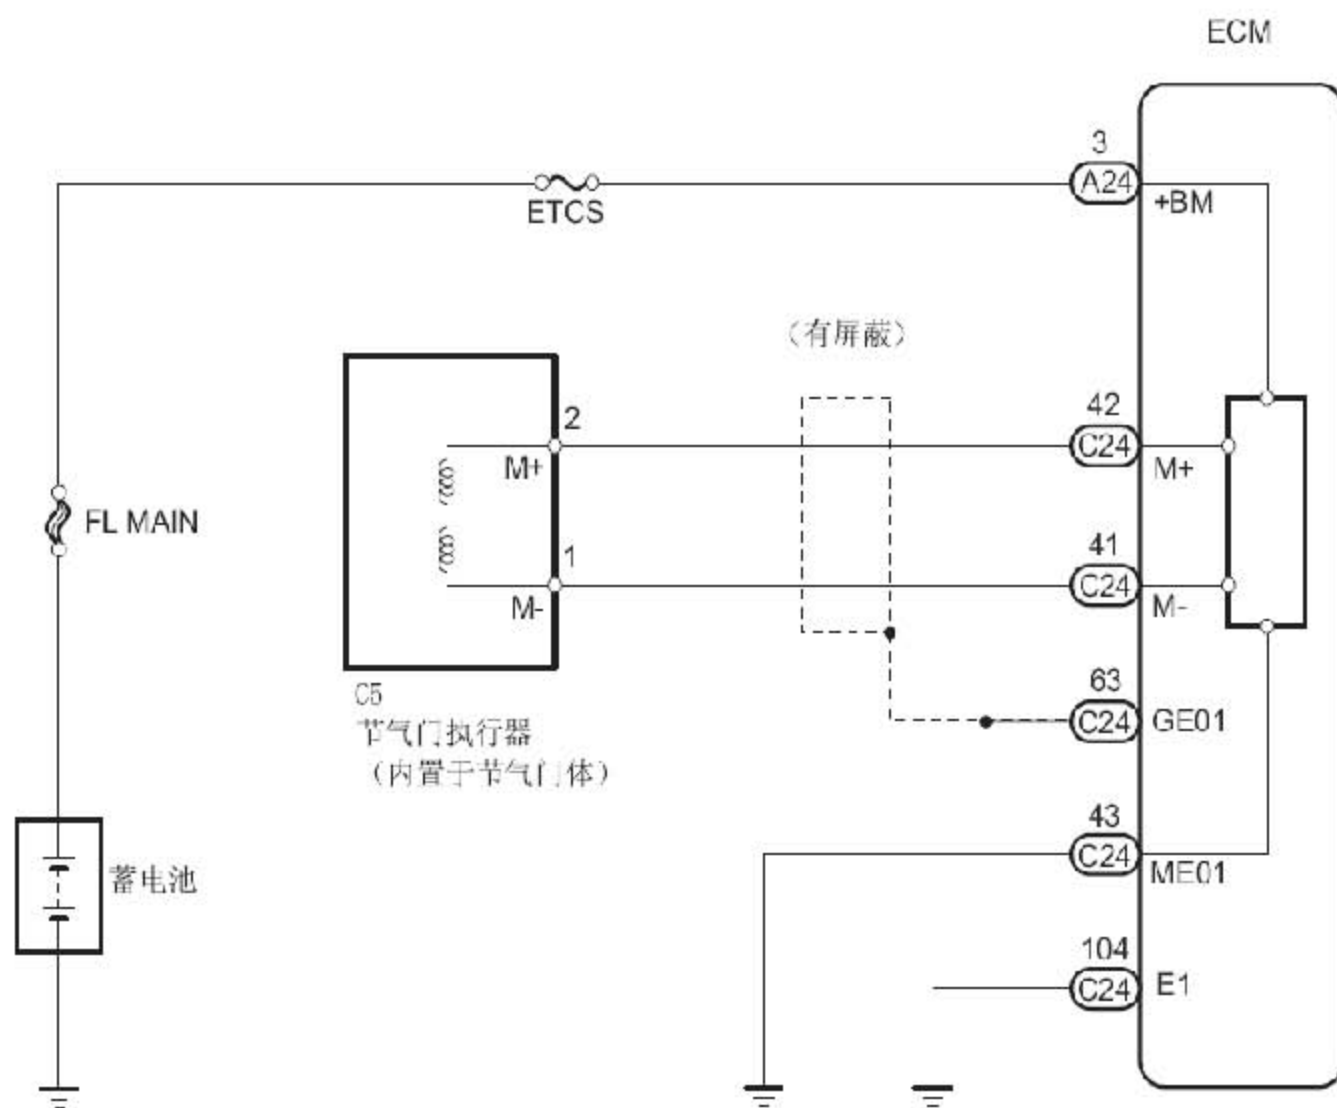 ECM
3
A24
+BM
ETCS
（有屏蔽）
2
M+
42
C24
M+
FL MAIN
1
M-
41
C24
M-
C5
节气门执行器
（内置于节气门体）
63
C24
GE01
43
C24
ME01
蓄电池
104
C24
E1